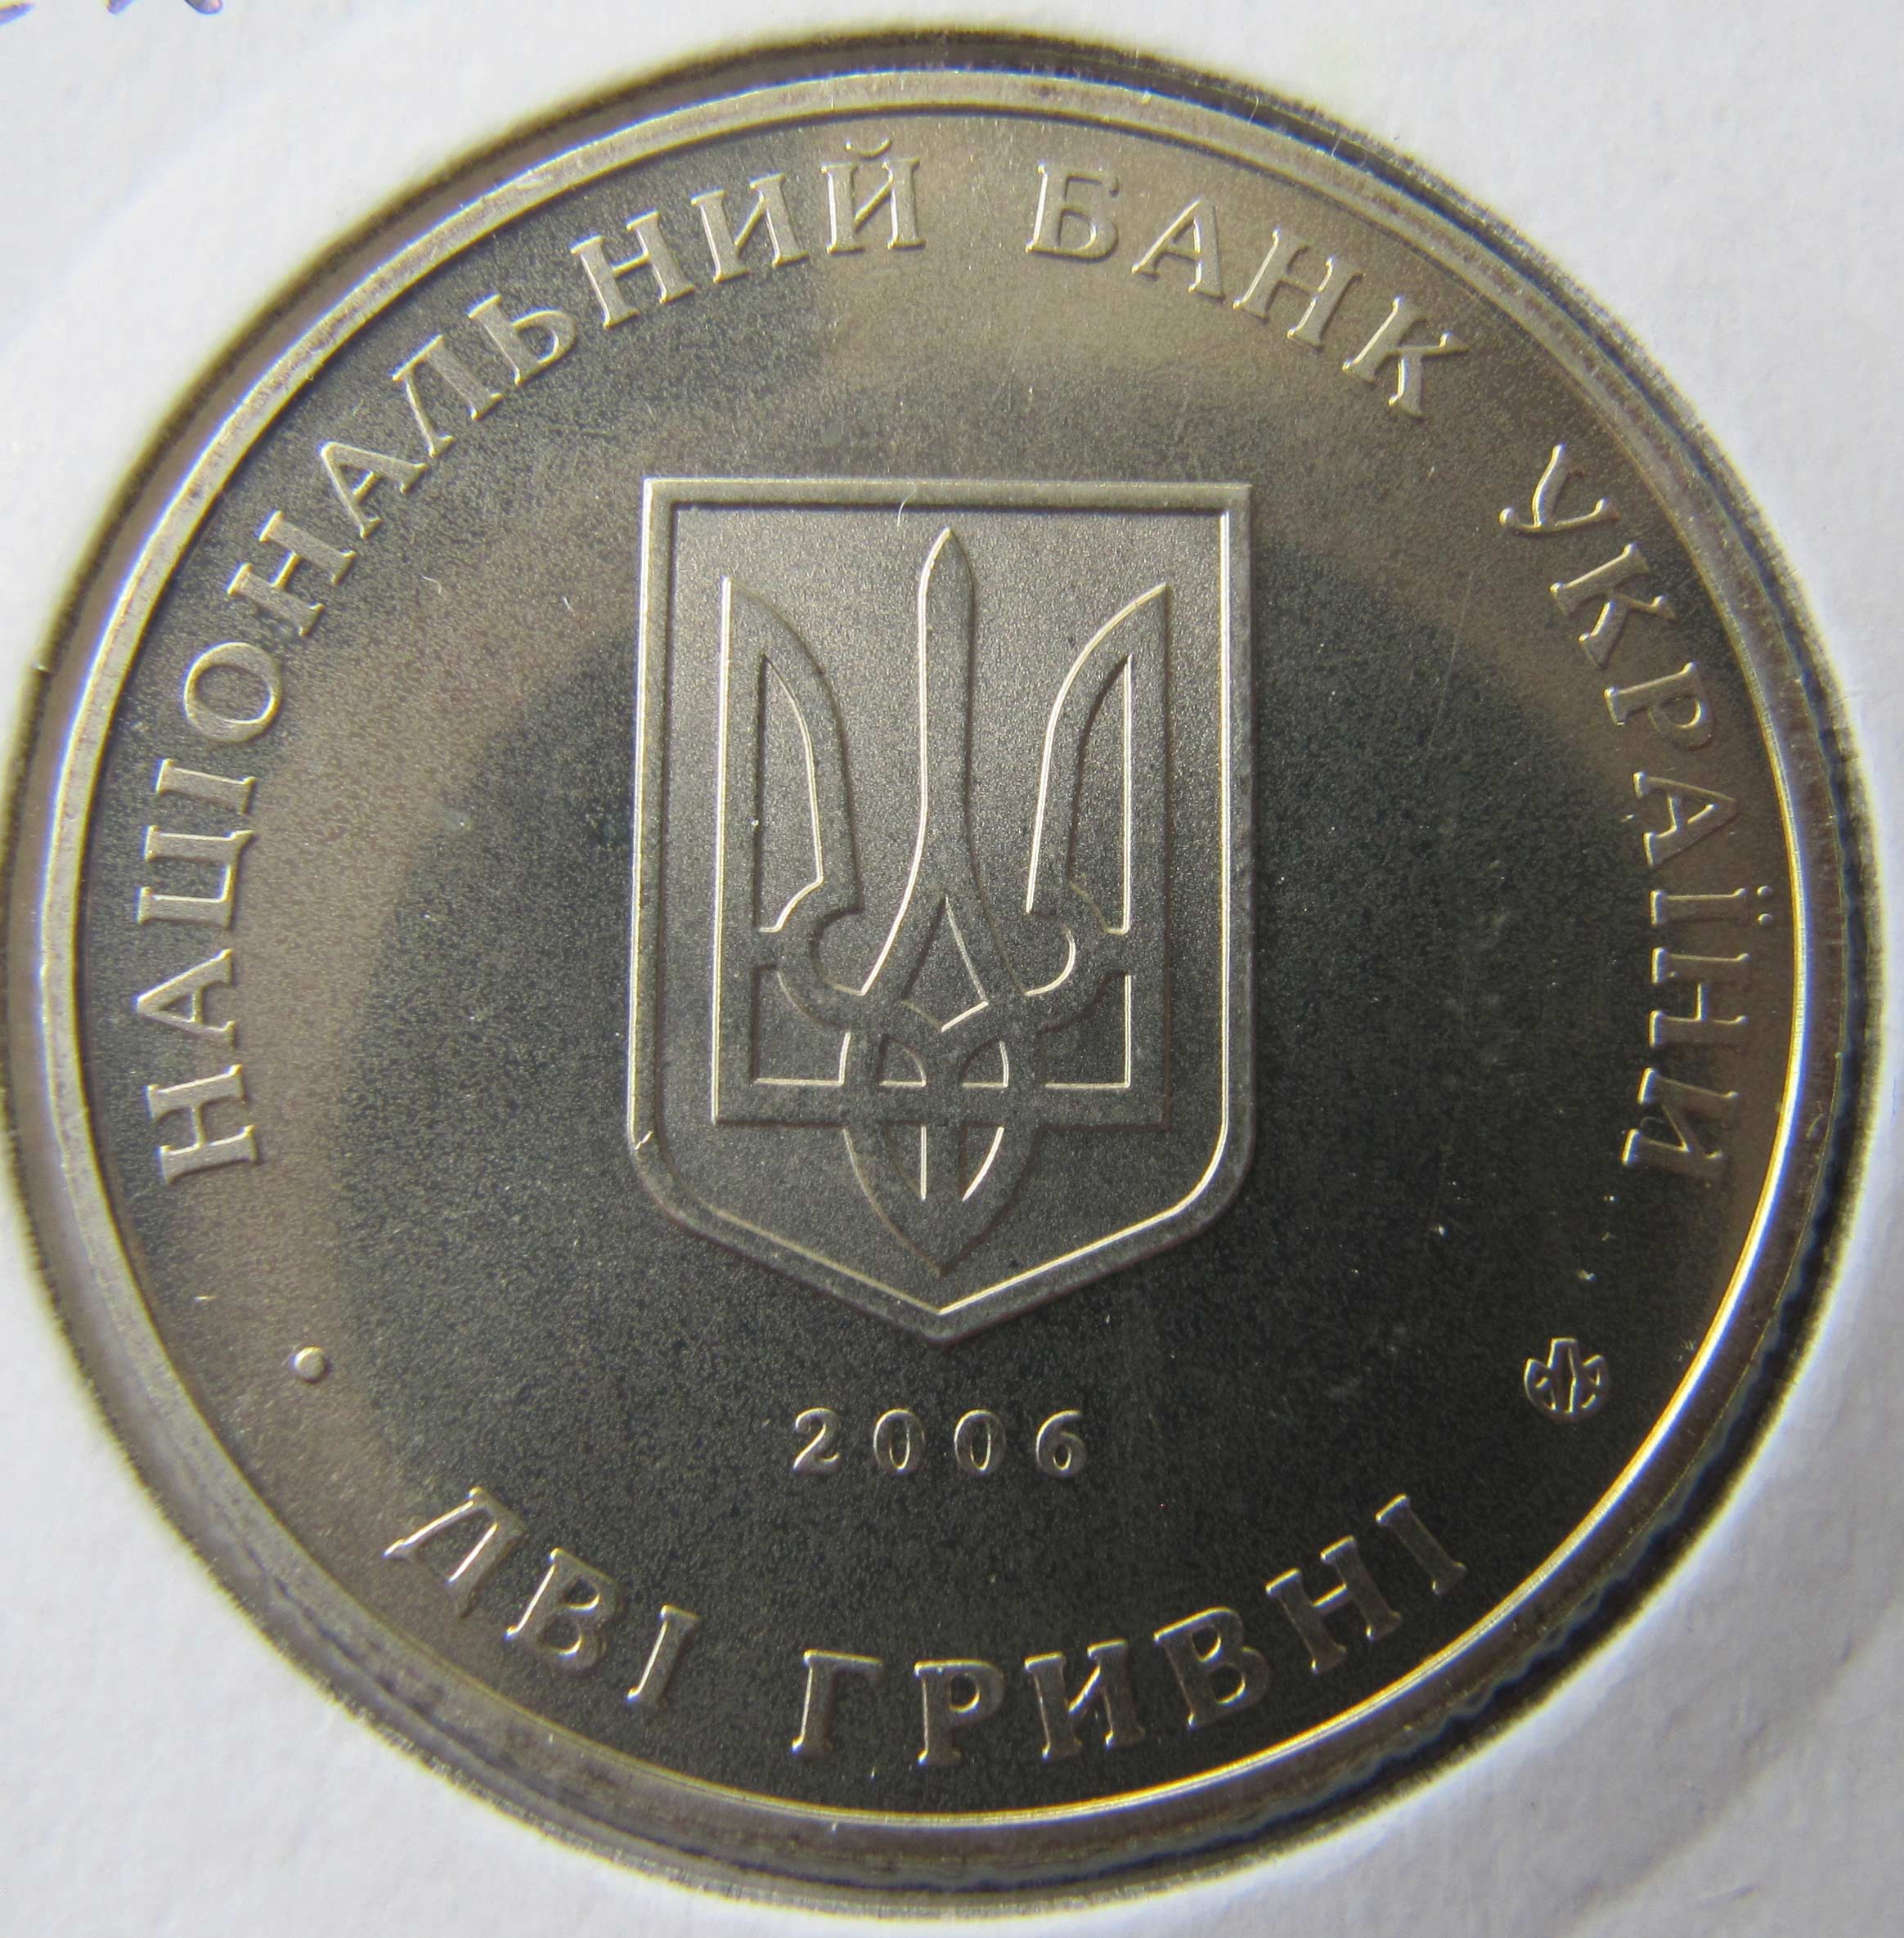 НАЦІОНАЛЬНИЙ БАНК УКРАЇНИ
2006
ДВІ ГРИВНІ